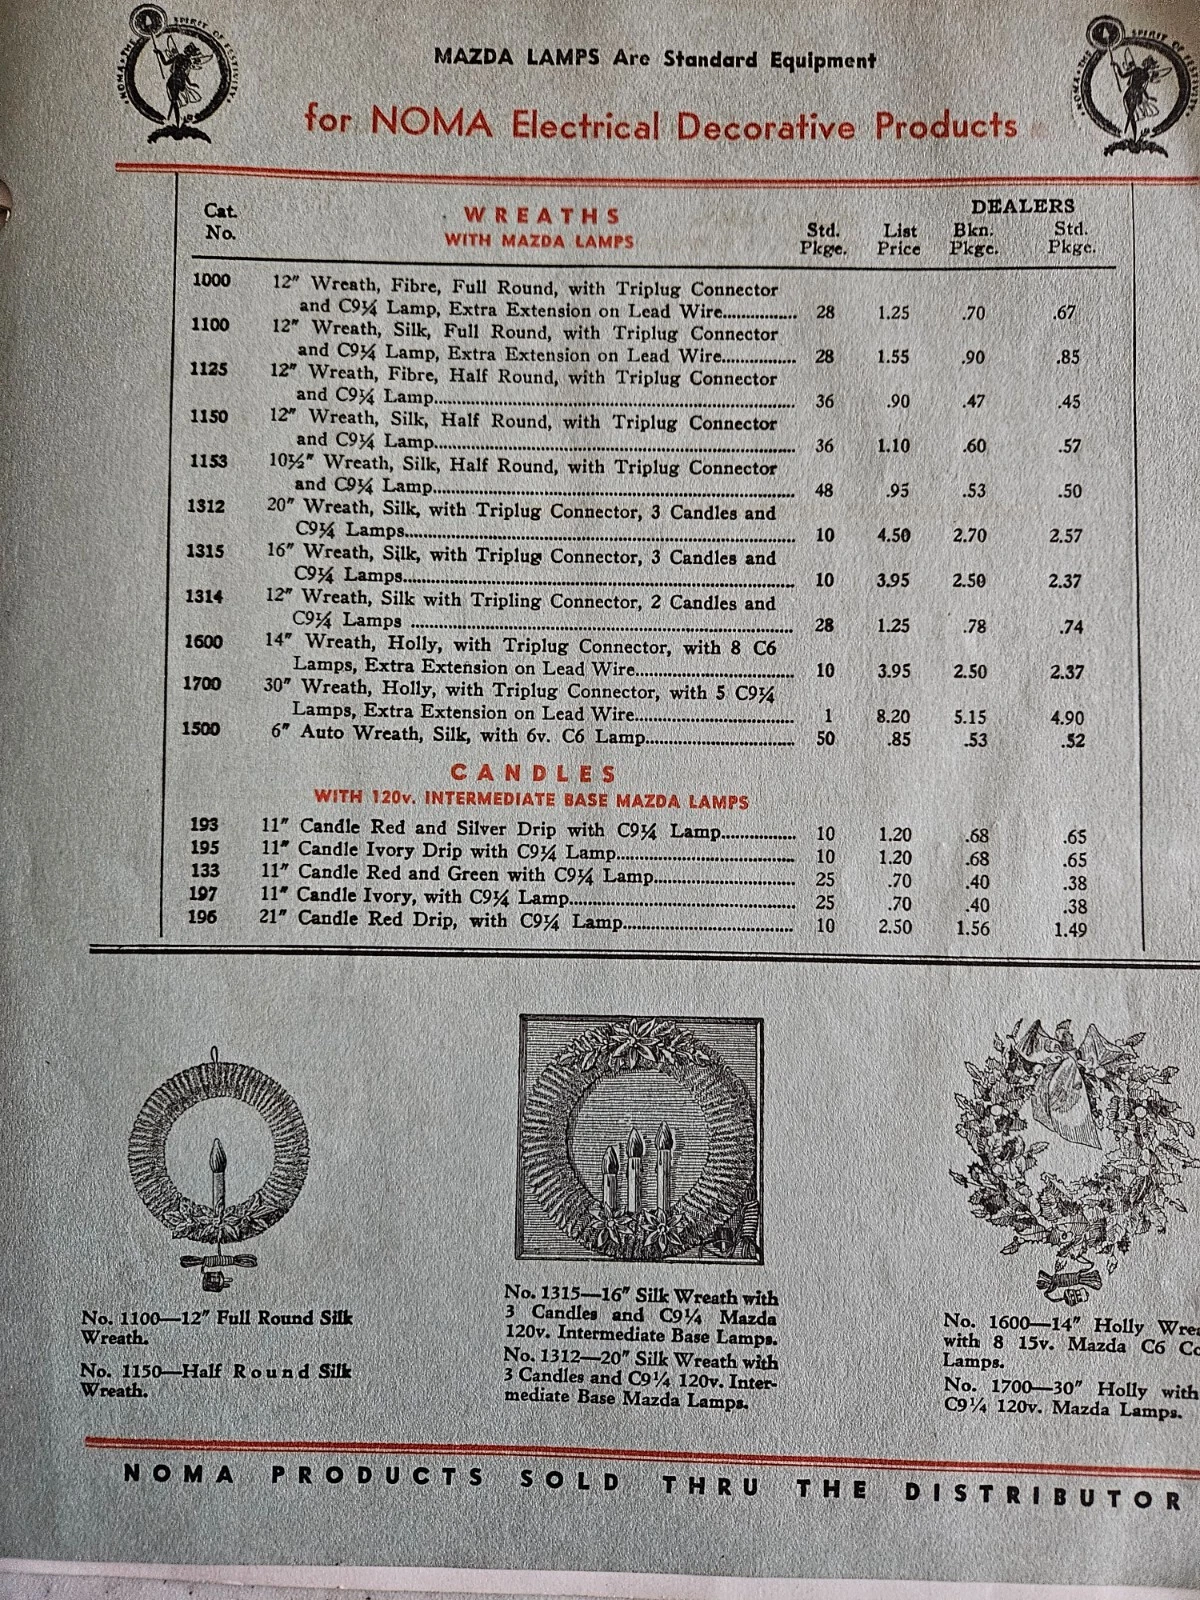 NOMA · THE SPIRIT OF FESTIVITY
NOMA · THE SPIRIT OF
MAZDA LAMPS Are Standard Equipment
for NOMA Electrical Decorative Products
Cat. No.
WREATHS
WITH MAZDA LAMPS
Std. Pkge.
List Price
DEALERS
Bkn. Pkge.
Std. Pkge.
1000 12" Wreath, Fibre, Full Round, with Triplug Connector
and C9¼ Lamp, Extra Extension on Lead Wire................ 28 1.25 .70 .67
1100 12" Wreath, Silk, Full Round, with Triplug Connector
and C9¼ Lamp, Extra Extension on Lead Wire................ 28 1.55 .90 .85
1125 12" Wreath, Fibre, Half Round, with Triplug Connector
and C9¼ Lamp................ 36 .90 .47 .45
1150 12" Wreath, Silk, Half Round, with Triplug Connector
and C9¼ Lamp................ 36 1.10 .60 .57
1153 10½" Wreath, Silk, Half Round, with Triplug Connector
and C9¼ Lamp................ 48 .95 .53 .50
1312 20" Wreath, Silk, with Triplug Connector, 3 Candles and
C9¼ Lamps................ 10 4.50 2.70 2.57
1315 16" Wreath, Silk, with Triplug Connector, 3 Candles and
C9¼ Lamps................ 10 3.95 2.50 2.37
1314 12" Wreath, Silk with Tripling Connector, 2 Candles and
C9¼ Lamps ................ 28 1.25 .78 .74
1600 14" Wreath, Holly, with Triplug Connector, with 8 C6
Lamps, Extra Extension on Lead Wire................ 10 3.95 2.50 2.37
1700 30" Wreath, Holly, with Triplug Connector, with 5 C9¼
Lamps, Extra Extension on Lead Wire................ 1 8.20 5.15 4.90
1500 6" Auto Wreath, Silk, with 6v. C6 Lamp................ 50 .85 .53 .52
CANDLES
WITH 120v. INTERMEDIATE BASE MAZDA LAMPS
193 11" Candle Red and Silver Drip with C9¼ Lamp................ 10 1.20 .68 .65
195 11" Candle Ivory Drip with C9¼ Lamp................ 10 1.20 .68 .65
133 11" Candle Red and Green with C9¼ Lamp................ 25 .70 .40 .38
197 11" Candle Ivory, with C9¼ Lamp................ 25 .70 .40 .38
196 21" Candle Red Drip, with C9¼ Lamp................ 10 2.50 1.56 1.49
No. 1100—12" Full Round Silk
Wreath.
No. 1150—Half Round Silk
Wreath.
No. 1315—16" Silk Wreath with
3 Candles and C9¼ Mazda
120v. Intermediate Base Lamps.
No. 1312—20" Silk Wreath with
3 Candles and C9¼ 120v. Inter-
mediate Base Mazda Lamps.
No. 1600—14" Holly Wrea
with 8 15v. Mazda C6 Co
Lamps.
No. 1700—30" Holly with
C9¼ 120v. Mazda Lamps.
NOMA PRODUCTS SOLD THRU THE DISTRIBUTOR